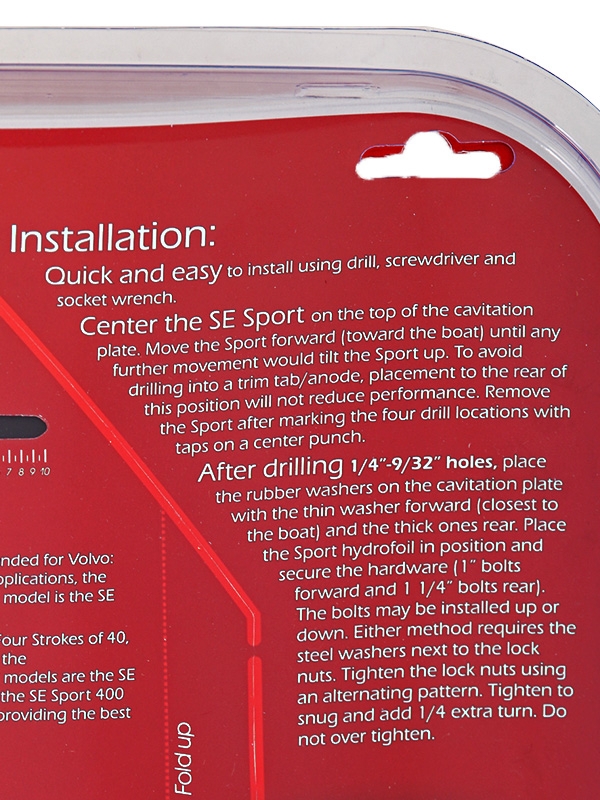 Installation:
Quick and easy to install using drill, screwdriver and
socket wrench.
Center the SE Sport on the top of the cavitation
plate. Move the Sport forward (toward the boat) until any
further movement would tilt the Sport up. To avoid
drilling into a trim tab/anode, placement to the rear of
this position will not reduce performance. Remove
the Sport after marking the four drill locations with
taps on a center punch.
After drilling 1/4"-9/32" holes, place
the rubber washers on the cavitation plate
with the thin washer forward (closest to
the boat) and the thick ones rear. Place
the Sport hydrofoil in position and
secure the hardware (1" bolts
forward and 1 1/4" bolts rear).
The bolts may be installed up or
down. Either method requires the
steel washers next to the lock
nuts. Tighten the lock nuts using
an alternating pattern. Tighten to
snug and add 1/4 extra turn. Do
not over tighten.
7 8 9 10
nded for Volvo:
pplications, the
model is the SE
Four Strokes of 40,
the
models are the SE
the SE Sport 400
providing the best
Fold up